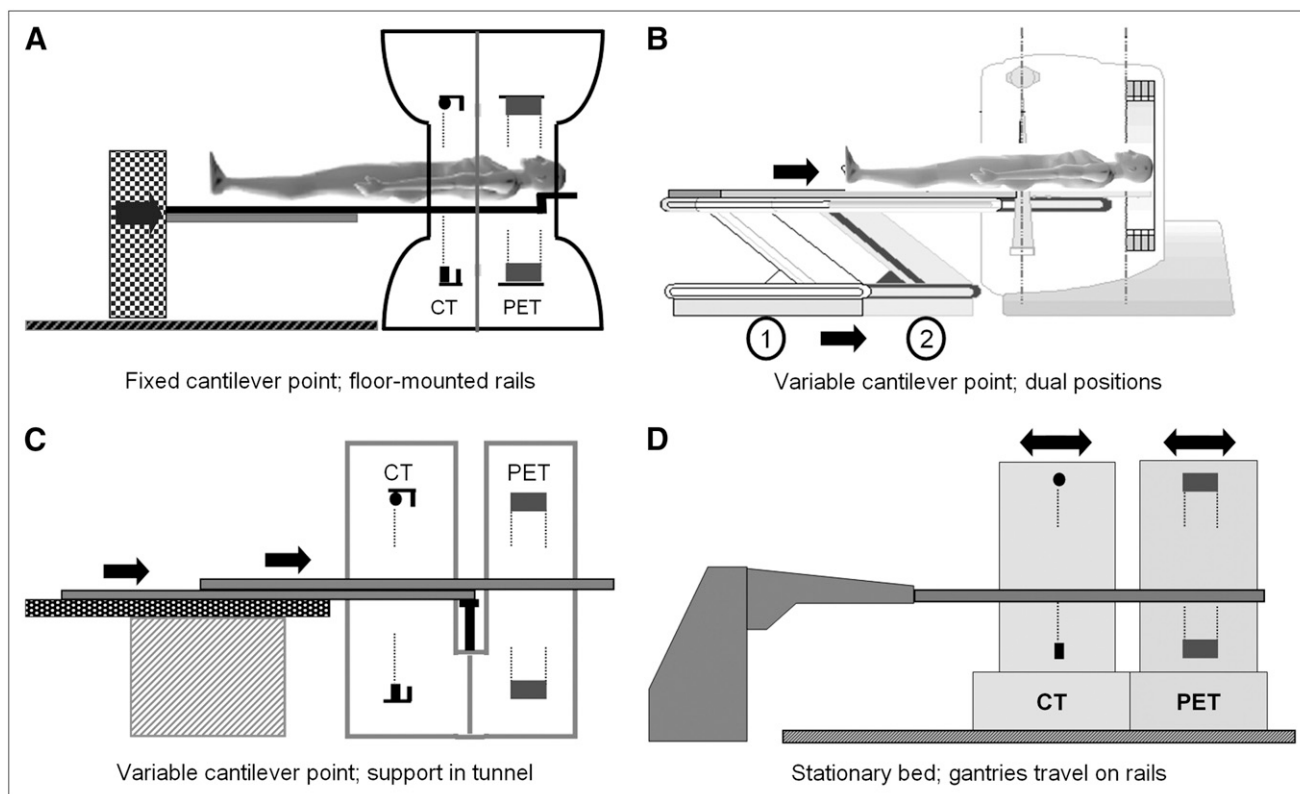 A
CT
PET
Fixed cantilever point; floor-mounted rails
B
1
2
Variable cantilever point; dual positions
C
CT
PET
Variable cantilever point; support in tunnel
D
CT
PET
Stationary bed; gantries travel on rails